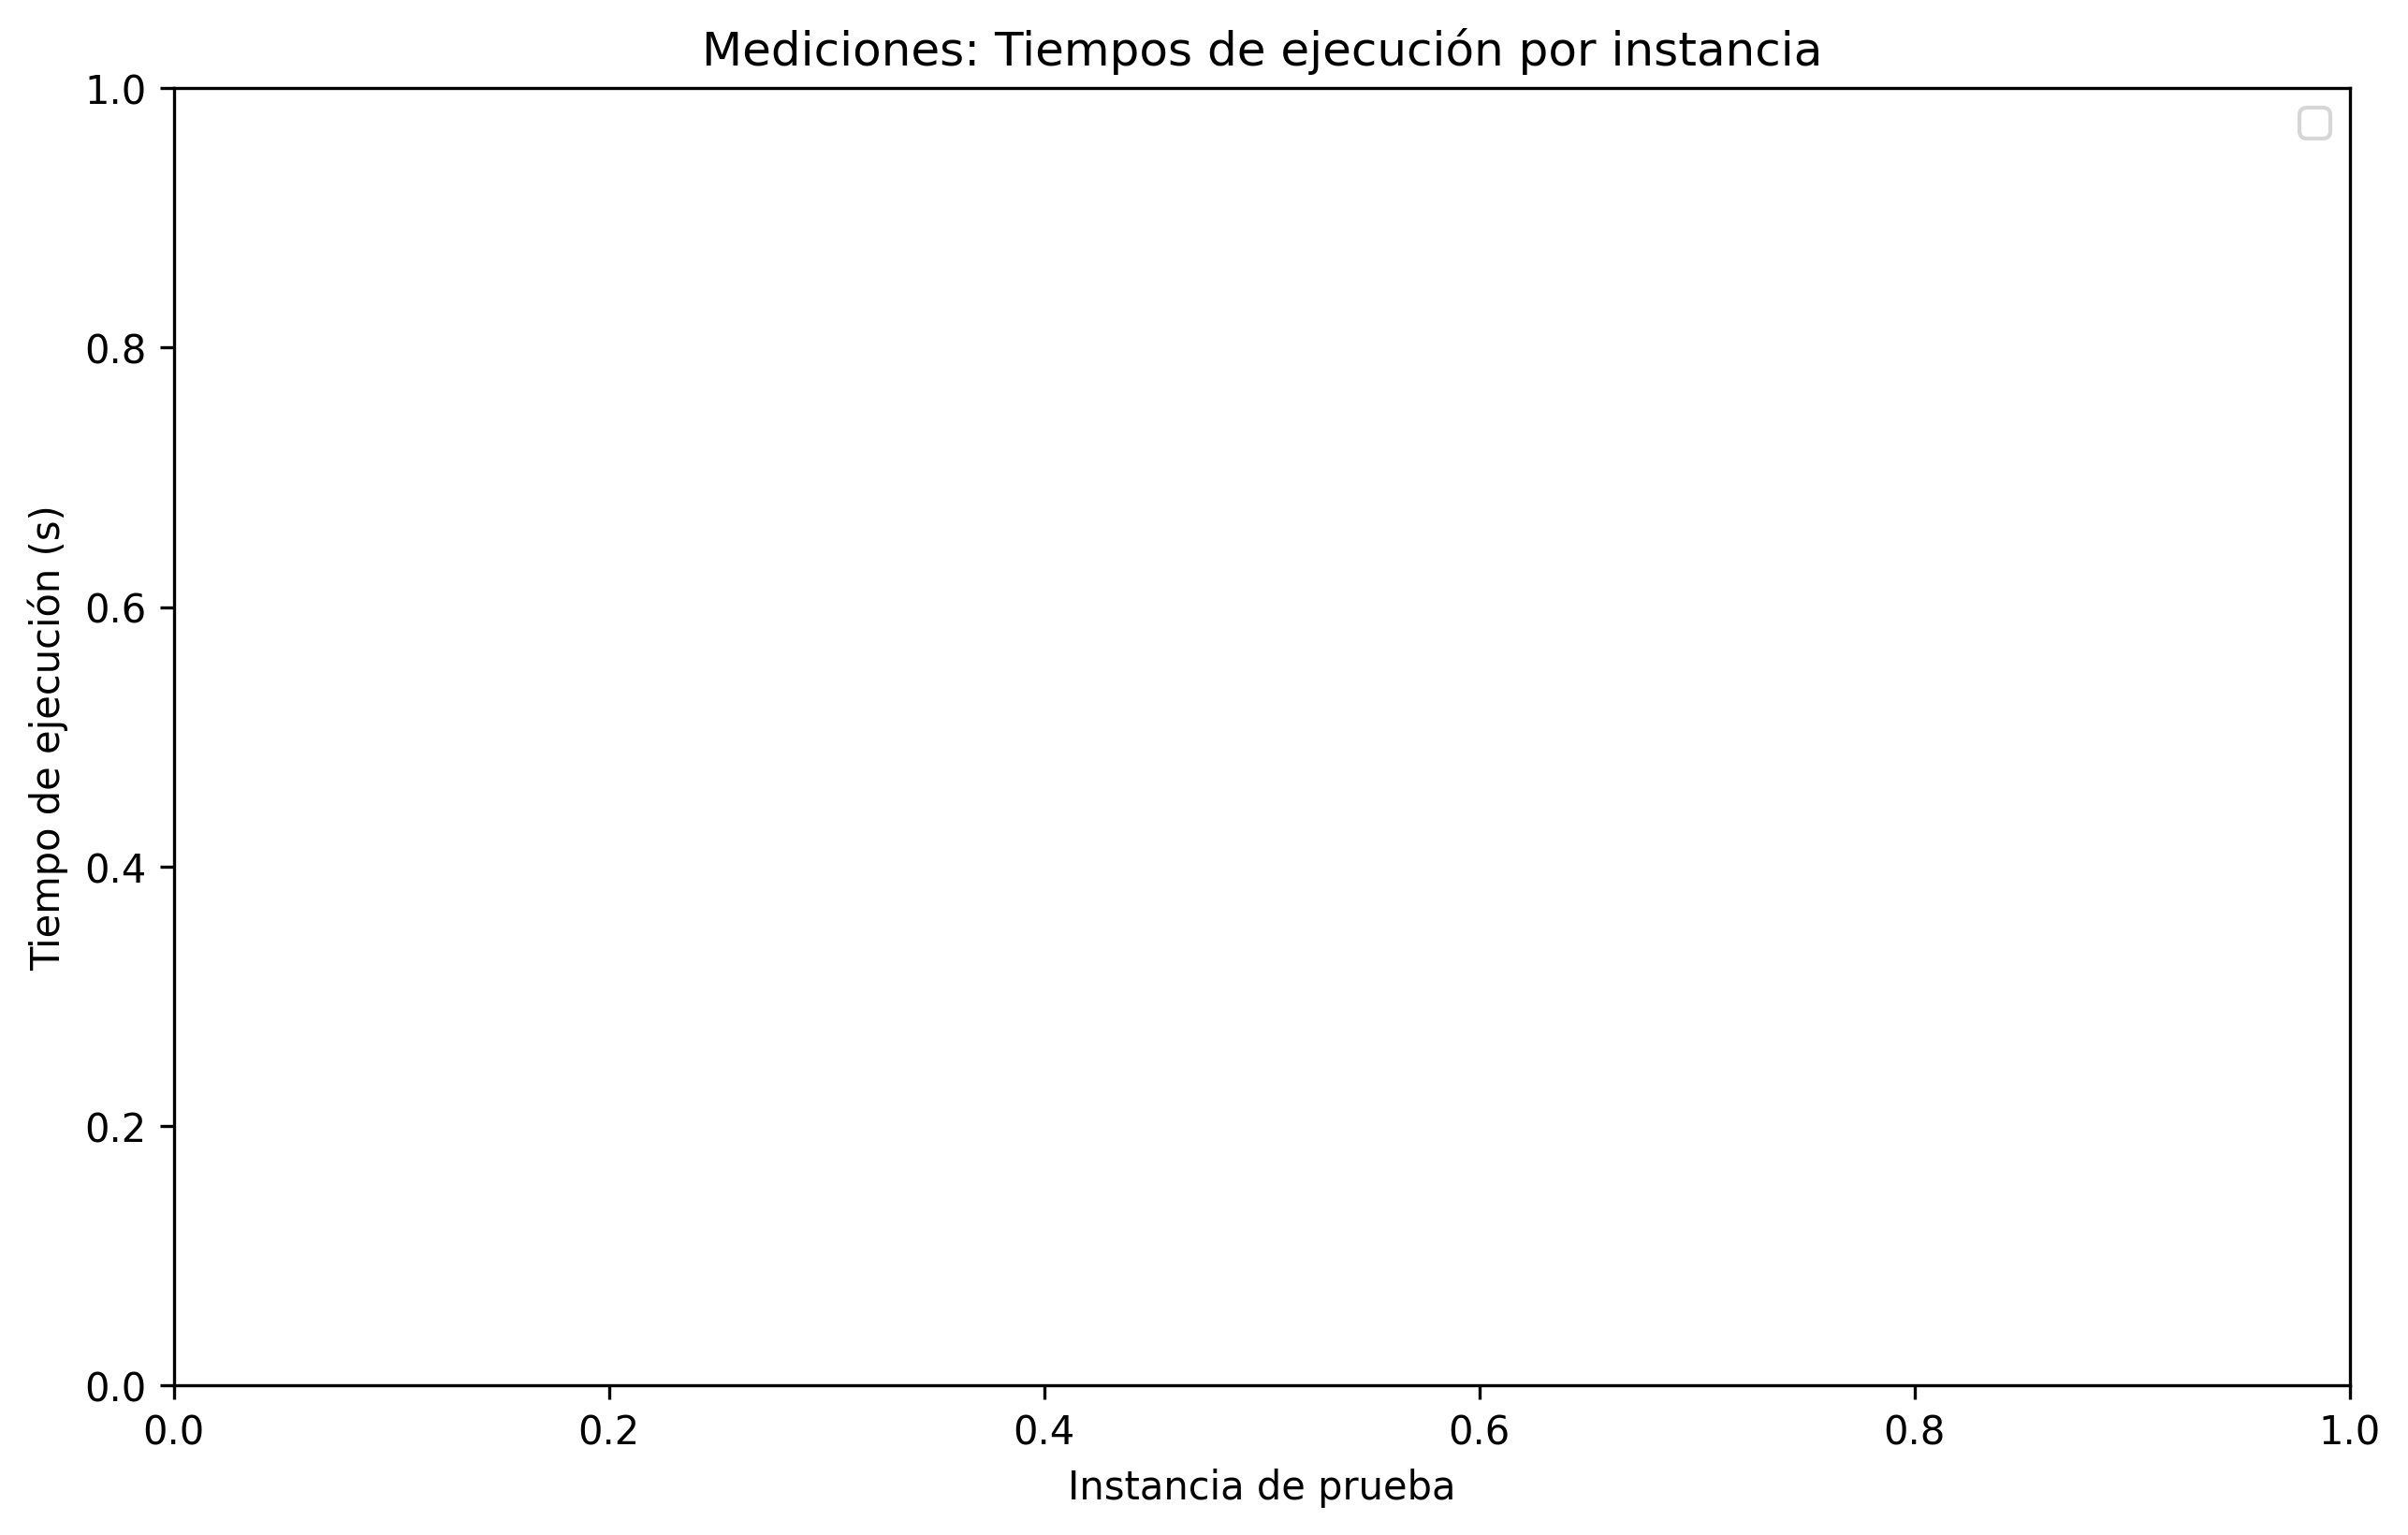 Mediciones: Tiempos de ejecución por instancia
1.0
0.8
0.6
0.4
0.2
0.0
Tiempo de ejecución (s)
0.0 0.2 0.4 0.6 0.8 1.0
Instancia de prueba